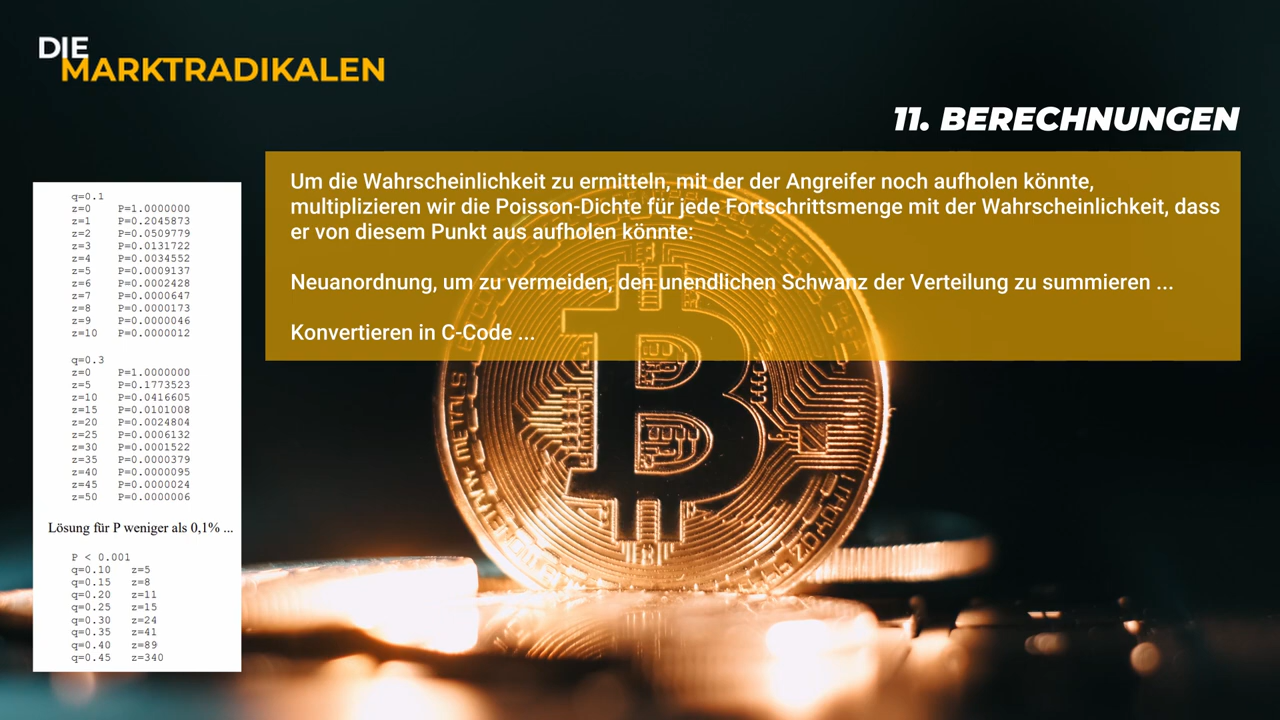 DIE
MARKTRADIKALEN
11. BERECHNUNGEN
Um die Wahrscheinlichkeit zu ermitteln, mit der der Angreifer noch aufholen könnte,
multiplizieren wir die Poisson-Dichte für jede Fortschrittsmenge mit der Wahrscheinlichkeit, dass
er von diesem Punkt aus aufholen könnte:
Neuanordnung, um zu vermeiden, den unendlichen Schwanz der Verteilung zu summieren ...
Konvertieren in C-Code ...
q=0.1
z=0 P=1.0000000
z=1 P=0.2045873
z=2 P=0.0509779
z=3 P=0.0131722
z=4 P=0.0034552
z=5 P=0.0009137
z=6 P=0.0002428
z=7 P=0.0000647
z=8 P=0.0000173
z=9 P=0.0000046
z=10 P=0.0000012
q=0.3
z=0 P=1.0000000
z=5 P=0.1773523
z=10 P=0.0416605
z=15 P=0.0101008
z=20 P=0.0024804
z=25 P=0.0006132
z=30 P=0.0001522
z=35 P=0.0000379
z=40 P=0.0000095
z=45 P=0.0000024
z=50 P=0.0000006
Lösung für P weniger als 0,1% ...
P < 0.001
q=0.10 z=5
q=0.15 z=8
q=0.20 z=11
q=0.25 z=15
q=0.30 z=24
q=0.35 z=41
q=0.40 z=89
q=0.45 z=340